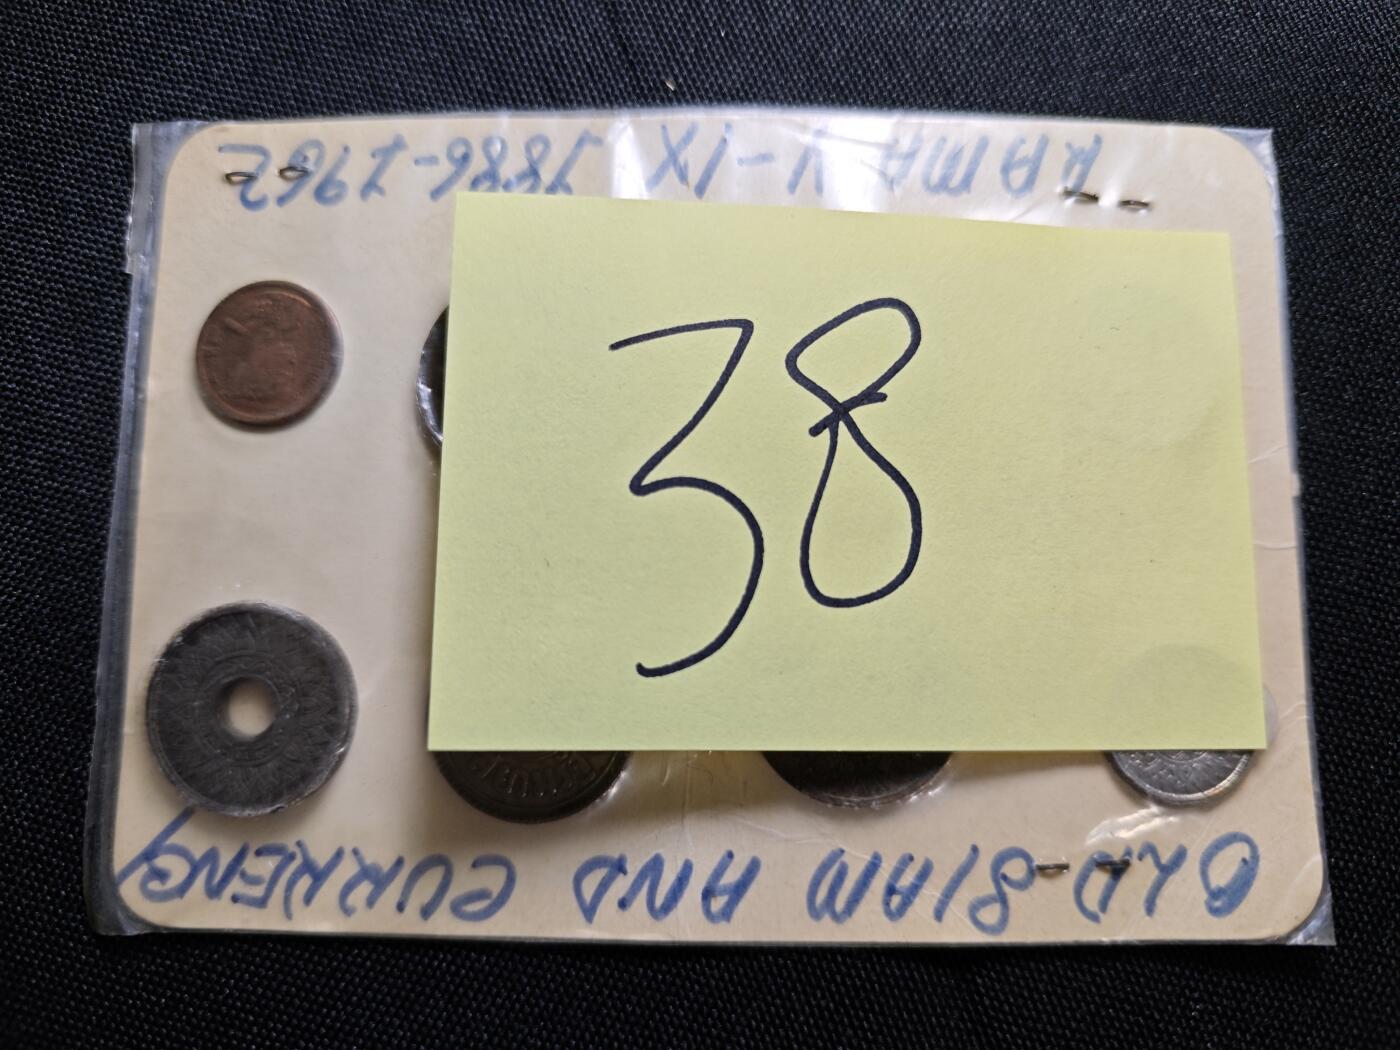 OLD SIAM AND CURRENCY
38
RAMA V-IX 1886-1962